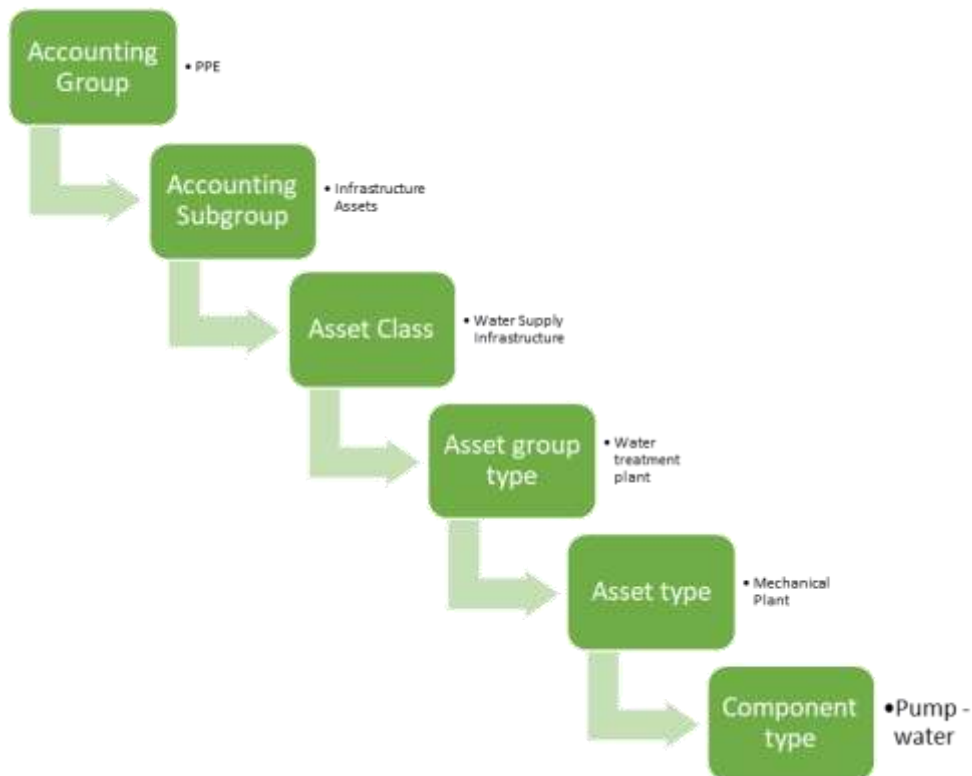 Accounting
Group
• PPE
Accounting
Subgroup
• Infrastructure
Assets
Asset Class
• Water Supply
Infrastructure
Asset group
type
• Water
treatment
plant
Asset type
• Mechanical
Plant
Component
type
•Pump -
water